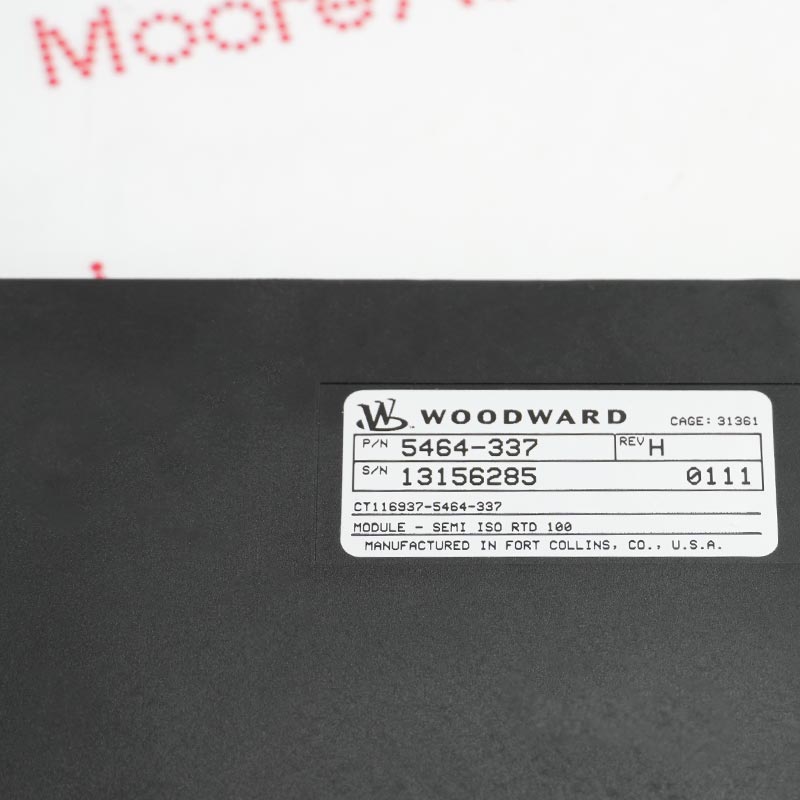 Moore
WOODWARD CAGE: 31361
P/N 5464-337 REV H
S/N 13156285 0111
CT116937-5464-337
MODULE - SEMI ISO RTD 100
MANUFACTURED IN FORT COLLINS, CO., U.S.A.